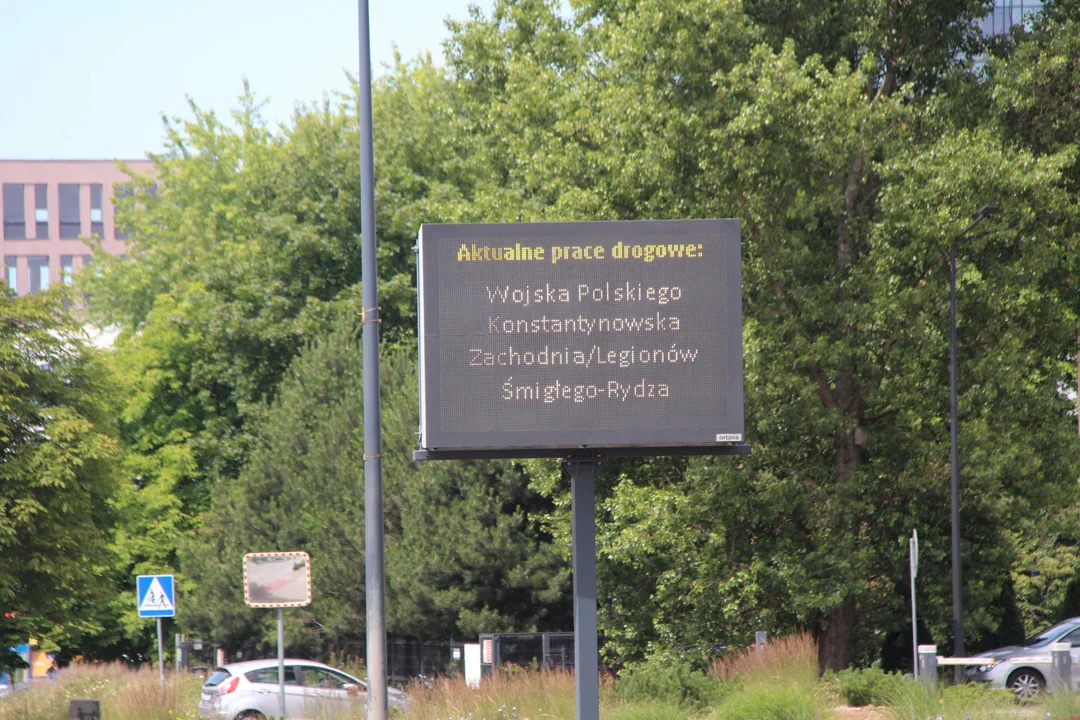 Aktualne prace drogowe:
Wojska Polskiego
Konstantynowska
Zachodnia/Legionów
Śmigłego-Rydza